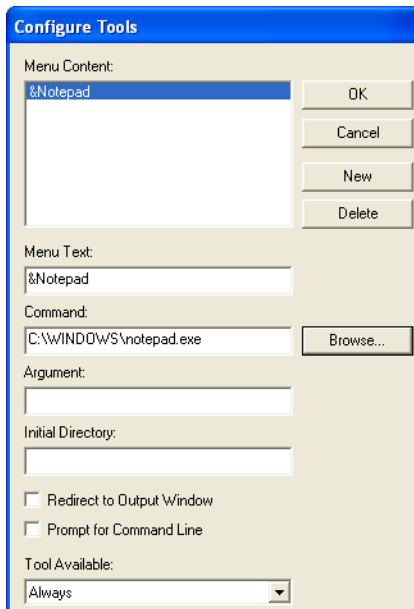 Configure Tools
Menu Content:
&Notepad
OK
Cancel
New
Delete
Menu Text:
&Notepad
Command:
C:\WINDOWS\notepad.exe
Browse...
Argument:
Initial Directory:
Redirect to Output Window
Prompt for Command Line
Tool Available:
Always